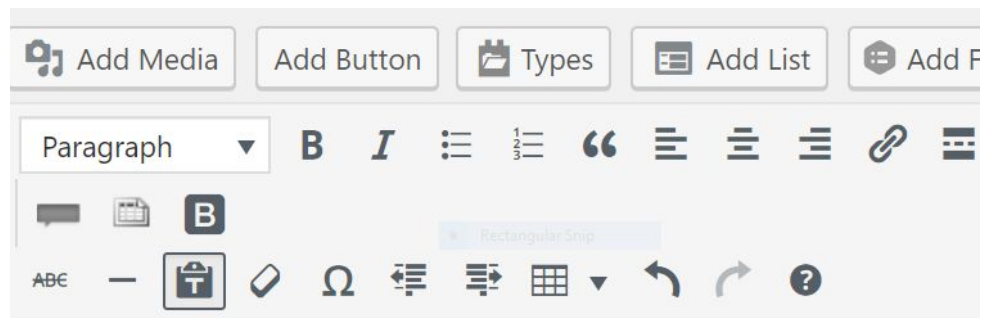 Add Media Add Button Types Add List Add F
Paragraph B I
B
Rectangular Snip
ABC T Ω ?